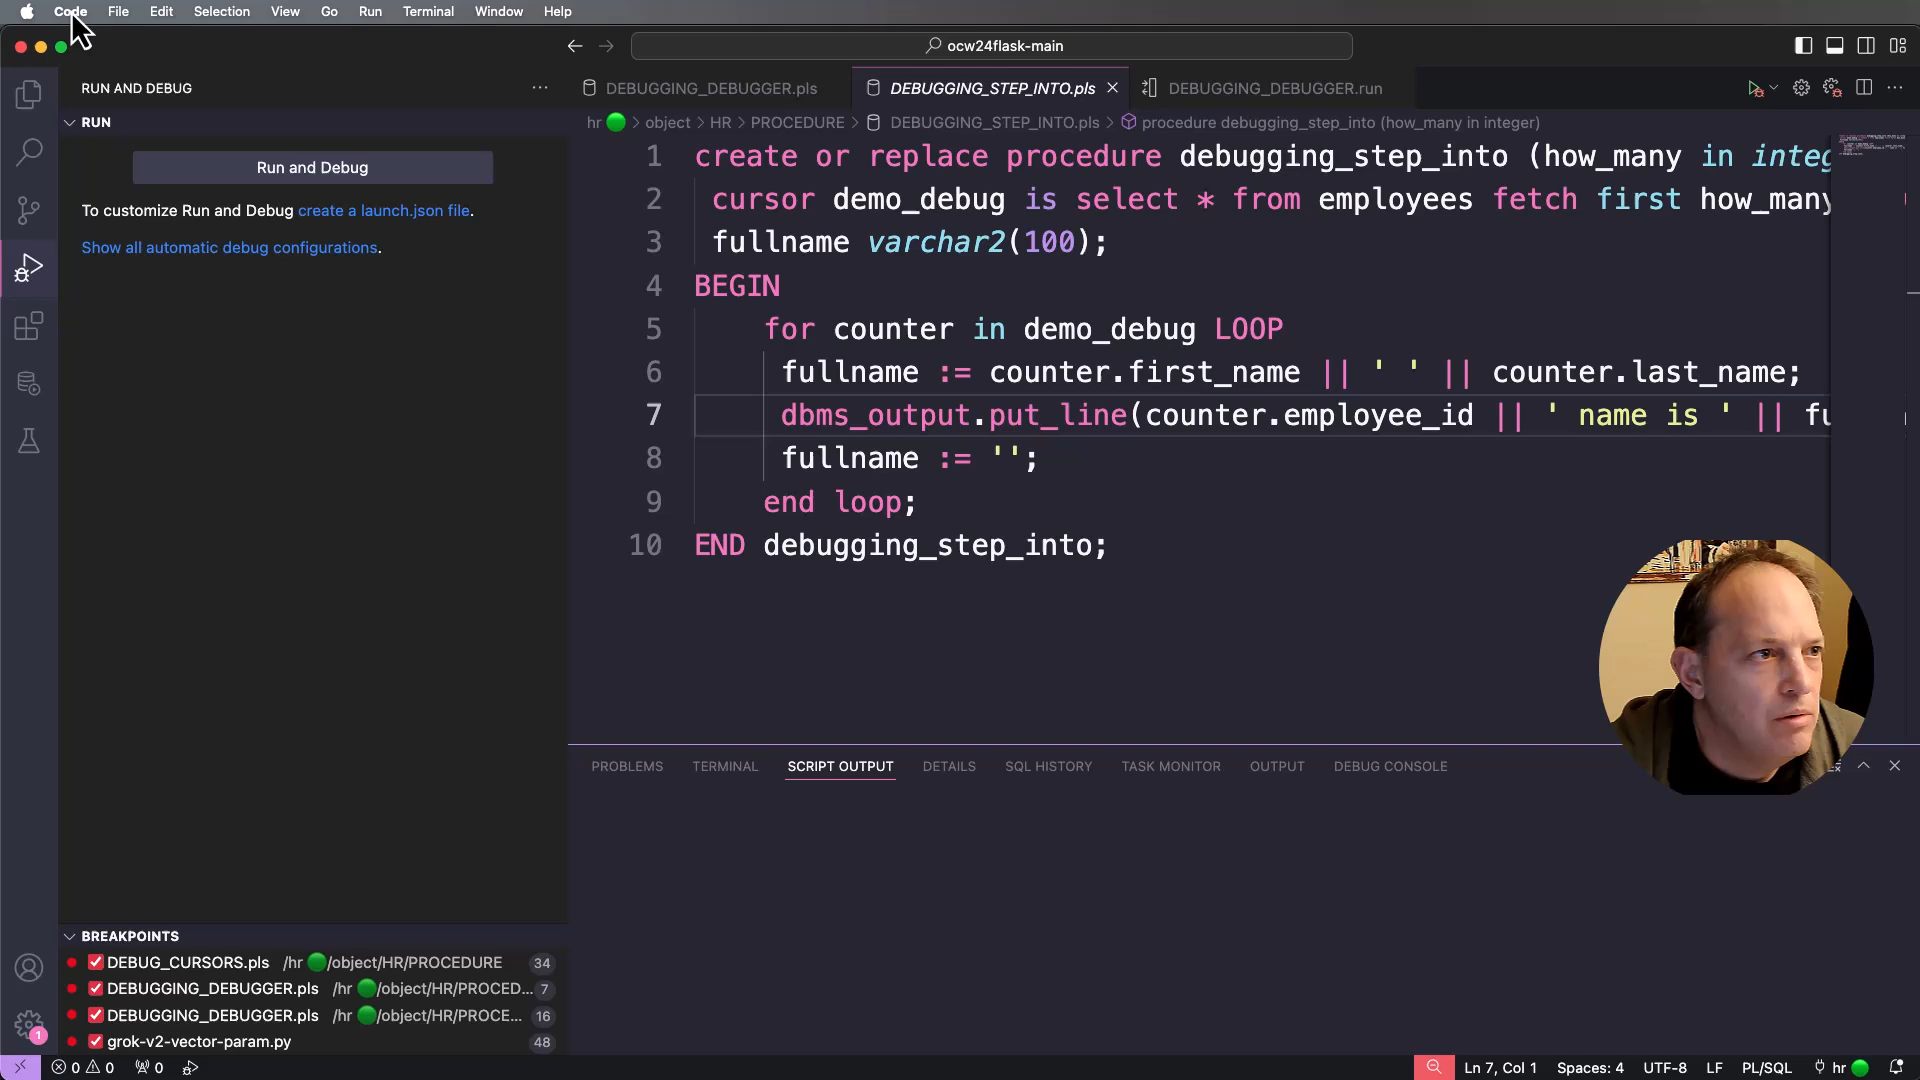 Code File Edit Selection View Go Run Terminal Window Help
ocw24flask-main
RUN AND DEBUG ...
DEBUGGING_DEBUGGER.pls DEBUGGING_STEP_INTO.pls DEBUGGING_DEBUGGER.run
RUN
hr > object > HR > PROCEDURE > DEBUGGING_STEP_INTO.pls > procedure debugging_step_into (how_many in integer)
Run and Debug
To customize Run and Debug create a launch.json file.
Show all automatic debug configurations.
1 create or replace procedure debugging_step_into (how_many in integ
2 cursor demo_debug is select * from employees fetch first how_many
3 fullname varchar2(100);
4 BEGIN
5 for counter in demo_debug LOOP
6 fullname := counter.first_name || ' ' || counter.last_name;
7 dbms_output.put_line(counter.employee_id || ' name is ' || fu
8 fullname := '';
9 end loop;
10 END debugging_step_into;
PROBLEMS TERMINAL SCRIPT OUTPUT DETAILS SQL HISTORY TASK MONITOR OUTPUT DEBUG CONSOLE
BREAKPOINTS
DEBUG_CURSORS.pls /hr /object/HR/PROCEDURE 34
DEBUGGING_DEBUGGER.pls /hr /object/HR/PROCED... 7
DEBUGGING_DEBUGGER.pls /hr /object/HR/PROCE... 16
grok-v2-vector-param.py 48
1
0 0 0 Ln 7, Col 1 Spaces: 4 UTF-8 LF PL/SQL hr